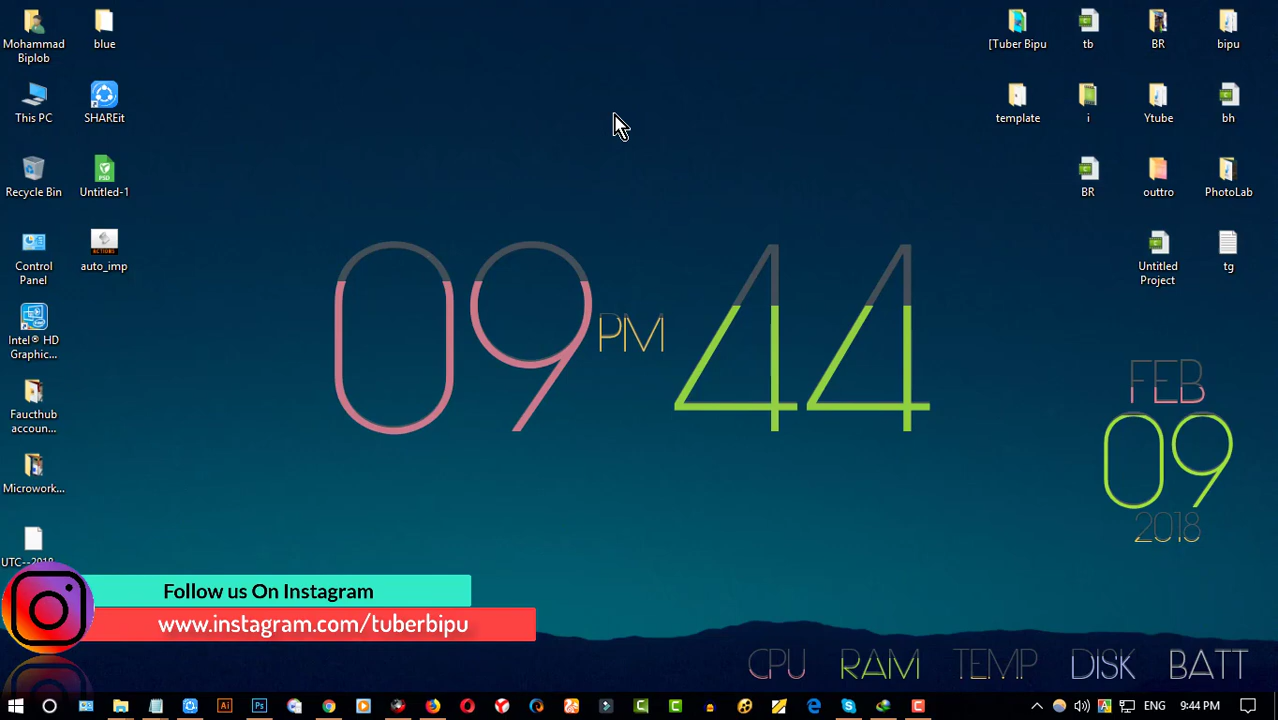 Mohammad
Biplob
blue
This PC
SHAREit
Recycle Bin
Untitled-1
Control
Panel
auto_imp
Intel® HD
Graphic...
Faucthub
accoun...
Microwork...
UTC--2018...
[Tuber Bipu
tb
BR
bipu
template
i
Ytube
bh
BR
outtro
PhotoLab
Untitled
Project
tg
09 PM 44
FEB
09
2018
Follow us On Instagram
www.instagram.com/tuberbipu
CPU RAM TEMP DISK BATT
ENG
9:44 PM